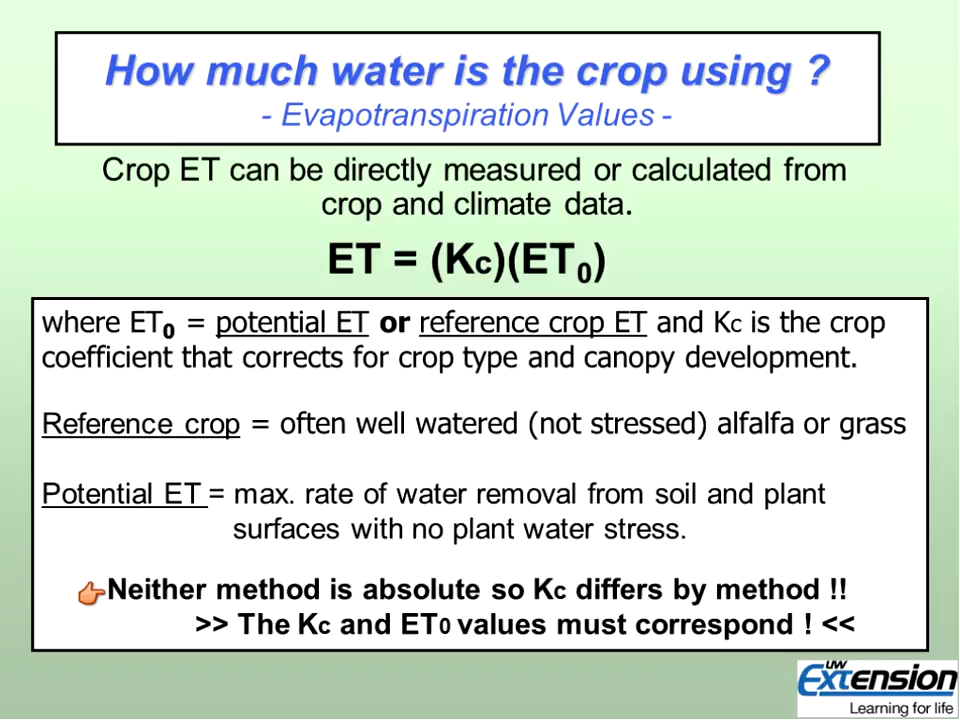 How much water is the crop using ?
- Evapotranspiration Values -
Crop ET can be directly measured or calculated from
crop and climate data.
ET = (Kc)(ET0)
where ET0 = potential ET or reference crop ET and Kc is the crop
coefficient that corrects for crop type and canopy development.
Reference crop = often well watered (not stressed) alfalfa or grass
Potential ET = max. rate of water removal from soil and plant
surfaces with no plant water stress.
👉Neither method is absolute so Kc differs by method !!
>> The Kc and ET0 values must correspond ! <<
UW
Extension
Learning for life